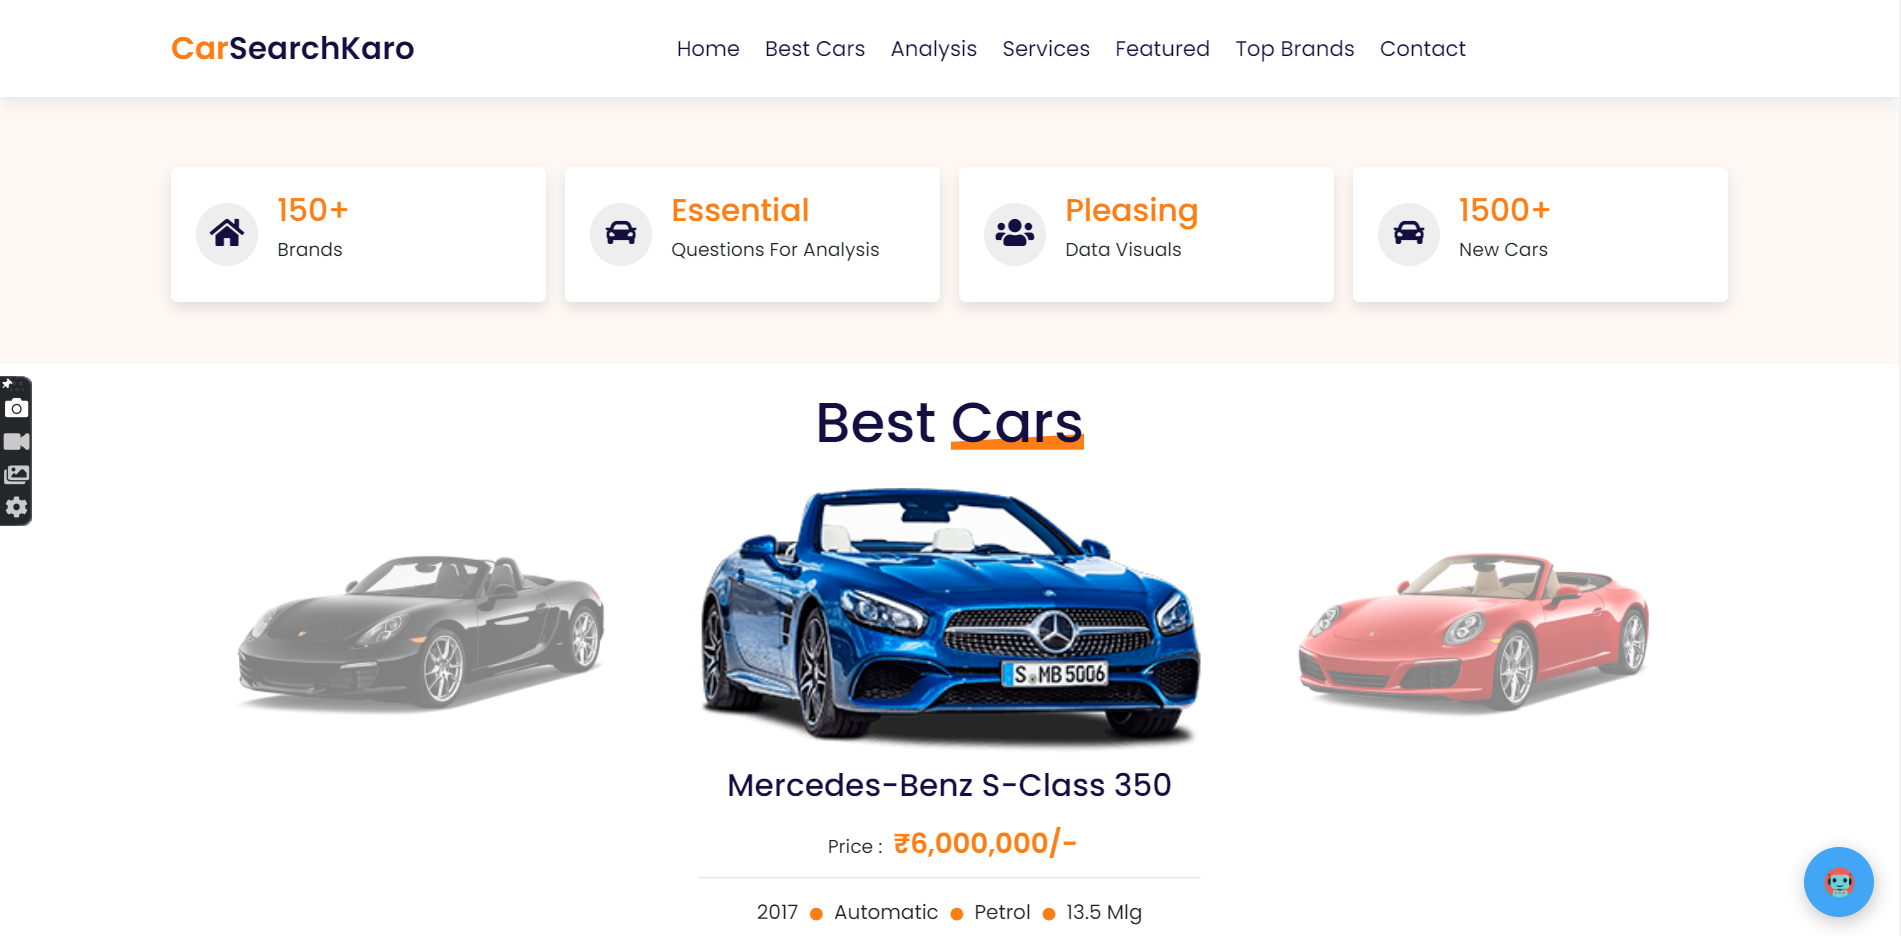 CarSearchKaro
Home Best Cars Analysis Services Featured Top Brands Contact
150+
Brands
Essential
Questions For Analysis
Pleasing
Data Visuals
1500+
New Cars
Best Cars
S MB 5006
Mercedes-Benz S-Class 350
Price : ₹6,000,000/-
2017 Automatic Petrol 13.5 Mlg